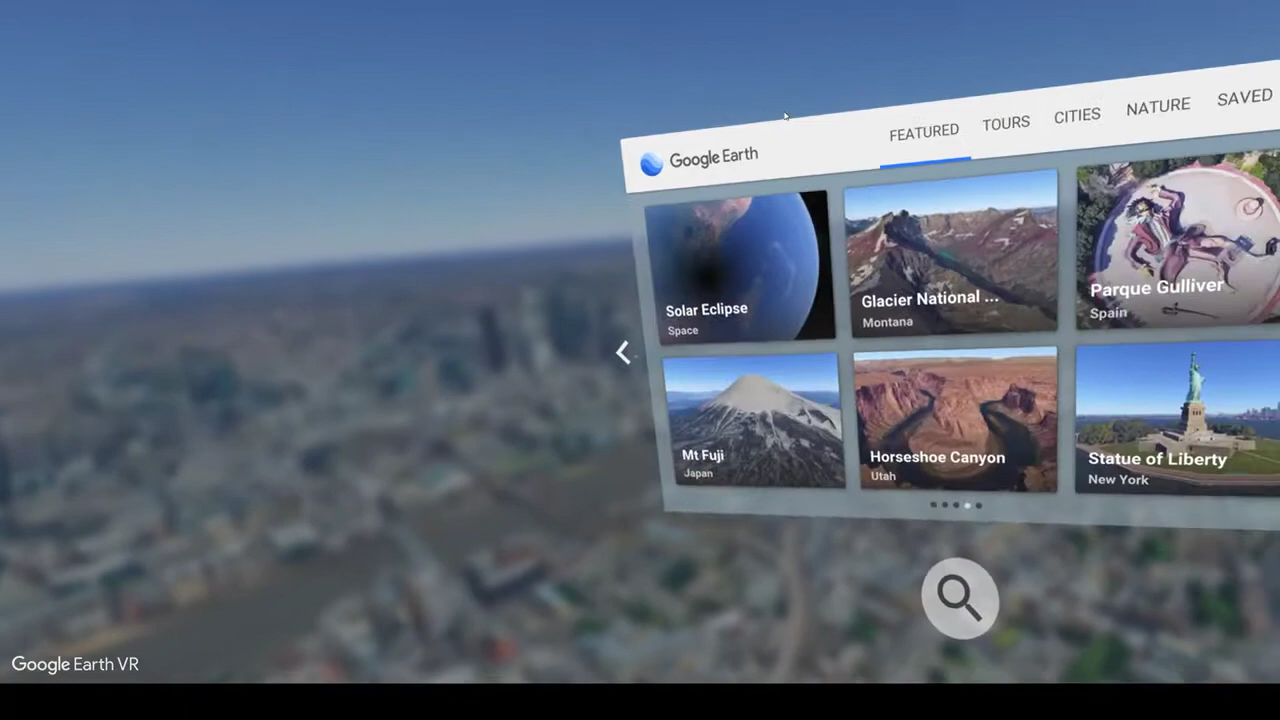 Google Earth
FEATURED
TOURS
CITIES
NATURE
SAVED
Solar Eclipse
Space
Glacier National ...
Montana
Parque Gulliver
Spain
Mt Fuji
Japan
Horseshoe Canyon
Utah
Statue of Liberty
New York
Google Earth VR